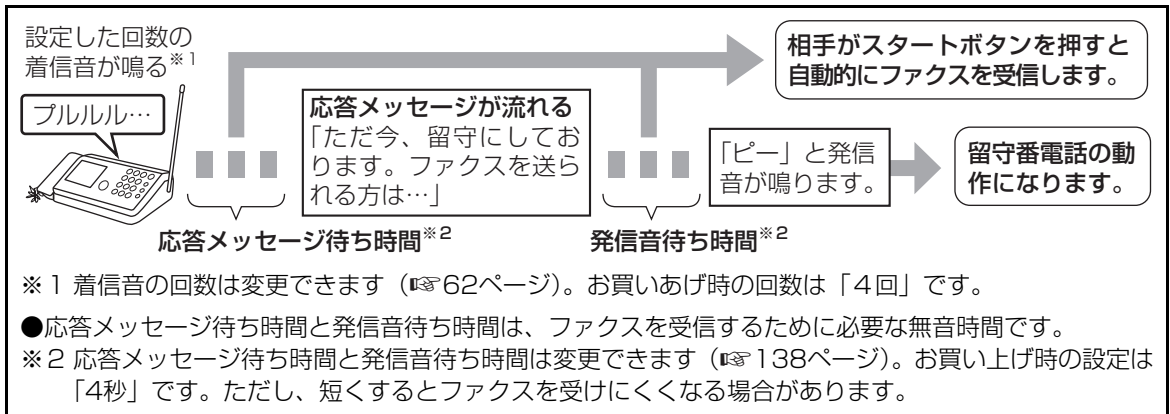 設定した回数の
着信音が鳴る※1
プルルル…
応答メッセージが流れる
「ただ今、留守にしてお
ります。ファクスを送ら
れる方は…」
応答メッセージ待ち時間※2
発信音待ち時間※2
「ピー」と発信
音が鳴ります。
相手がスタートボタンを押すと
自動的にファクスを受信します。
留守番電話の動
作になります。
※1 着信音の回数は変更できます（☞62ページ）。お買いあげ時の回数は「4回」です。
●応答メッセージ待ち時間と発信音待ち時間は、ファクスを受信するために必要な無音時間です。
※2 応答メッセージ待ち時間と発信音待ち時間は変更できます（☞138ページ）。お買い上げ時の設定は
「4秒」です。ただし、短くするとファクスを受けにくくなる場合があります。